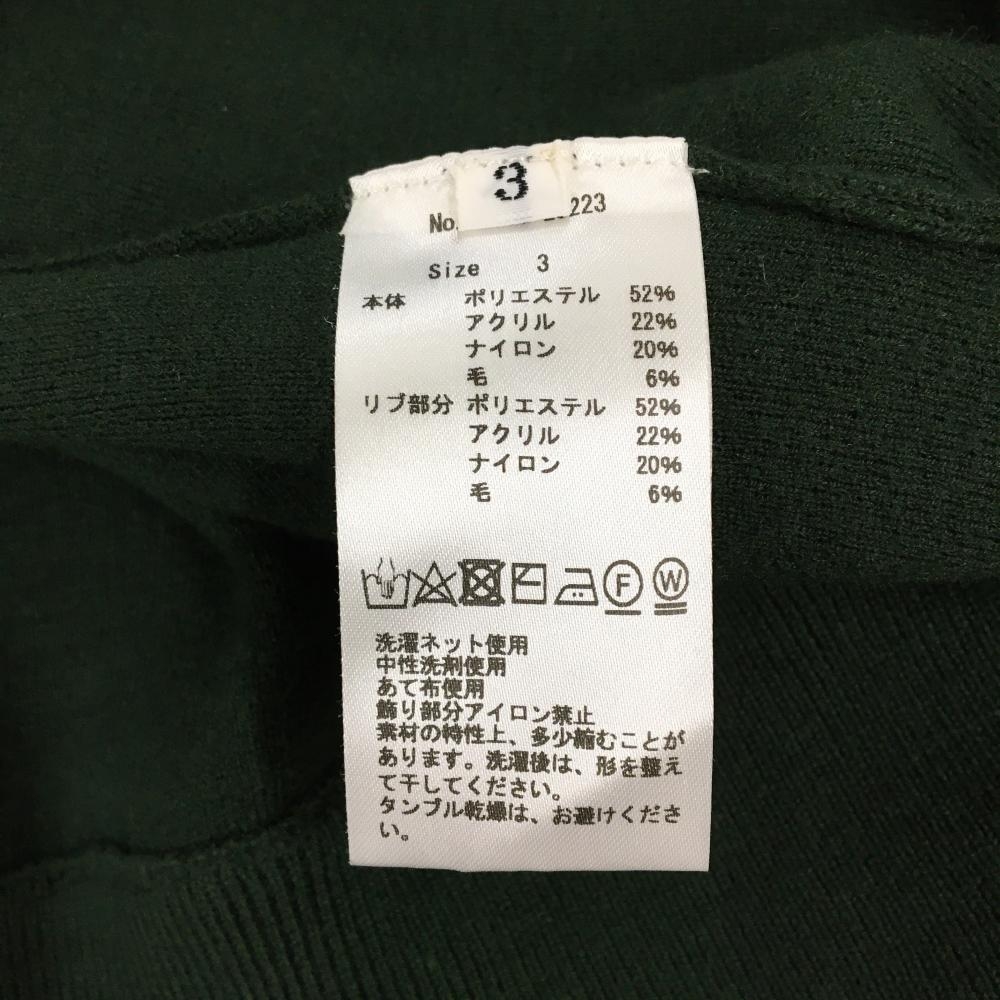 3
No. 223
Size 3
本体 ポリエステル 52%
アクリル 22%
ナイロン 20%
毛 6%
リブ部分 ポリエステル 52%
アクリル 22%
ナイロン 20%
毛 6%
F W
洗濯ネット使用
中性洗剤使用
あて布使用
飾り部分アイロン禁止
素材の特性上、多少縮むことが
あります。洗濯後は、形を整え
て干してください。
タンブル乾燥は、お避けくださ
い。